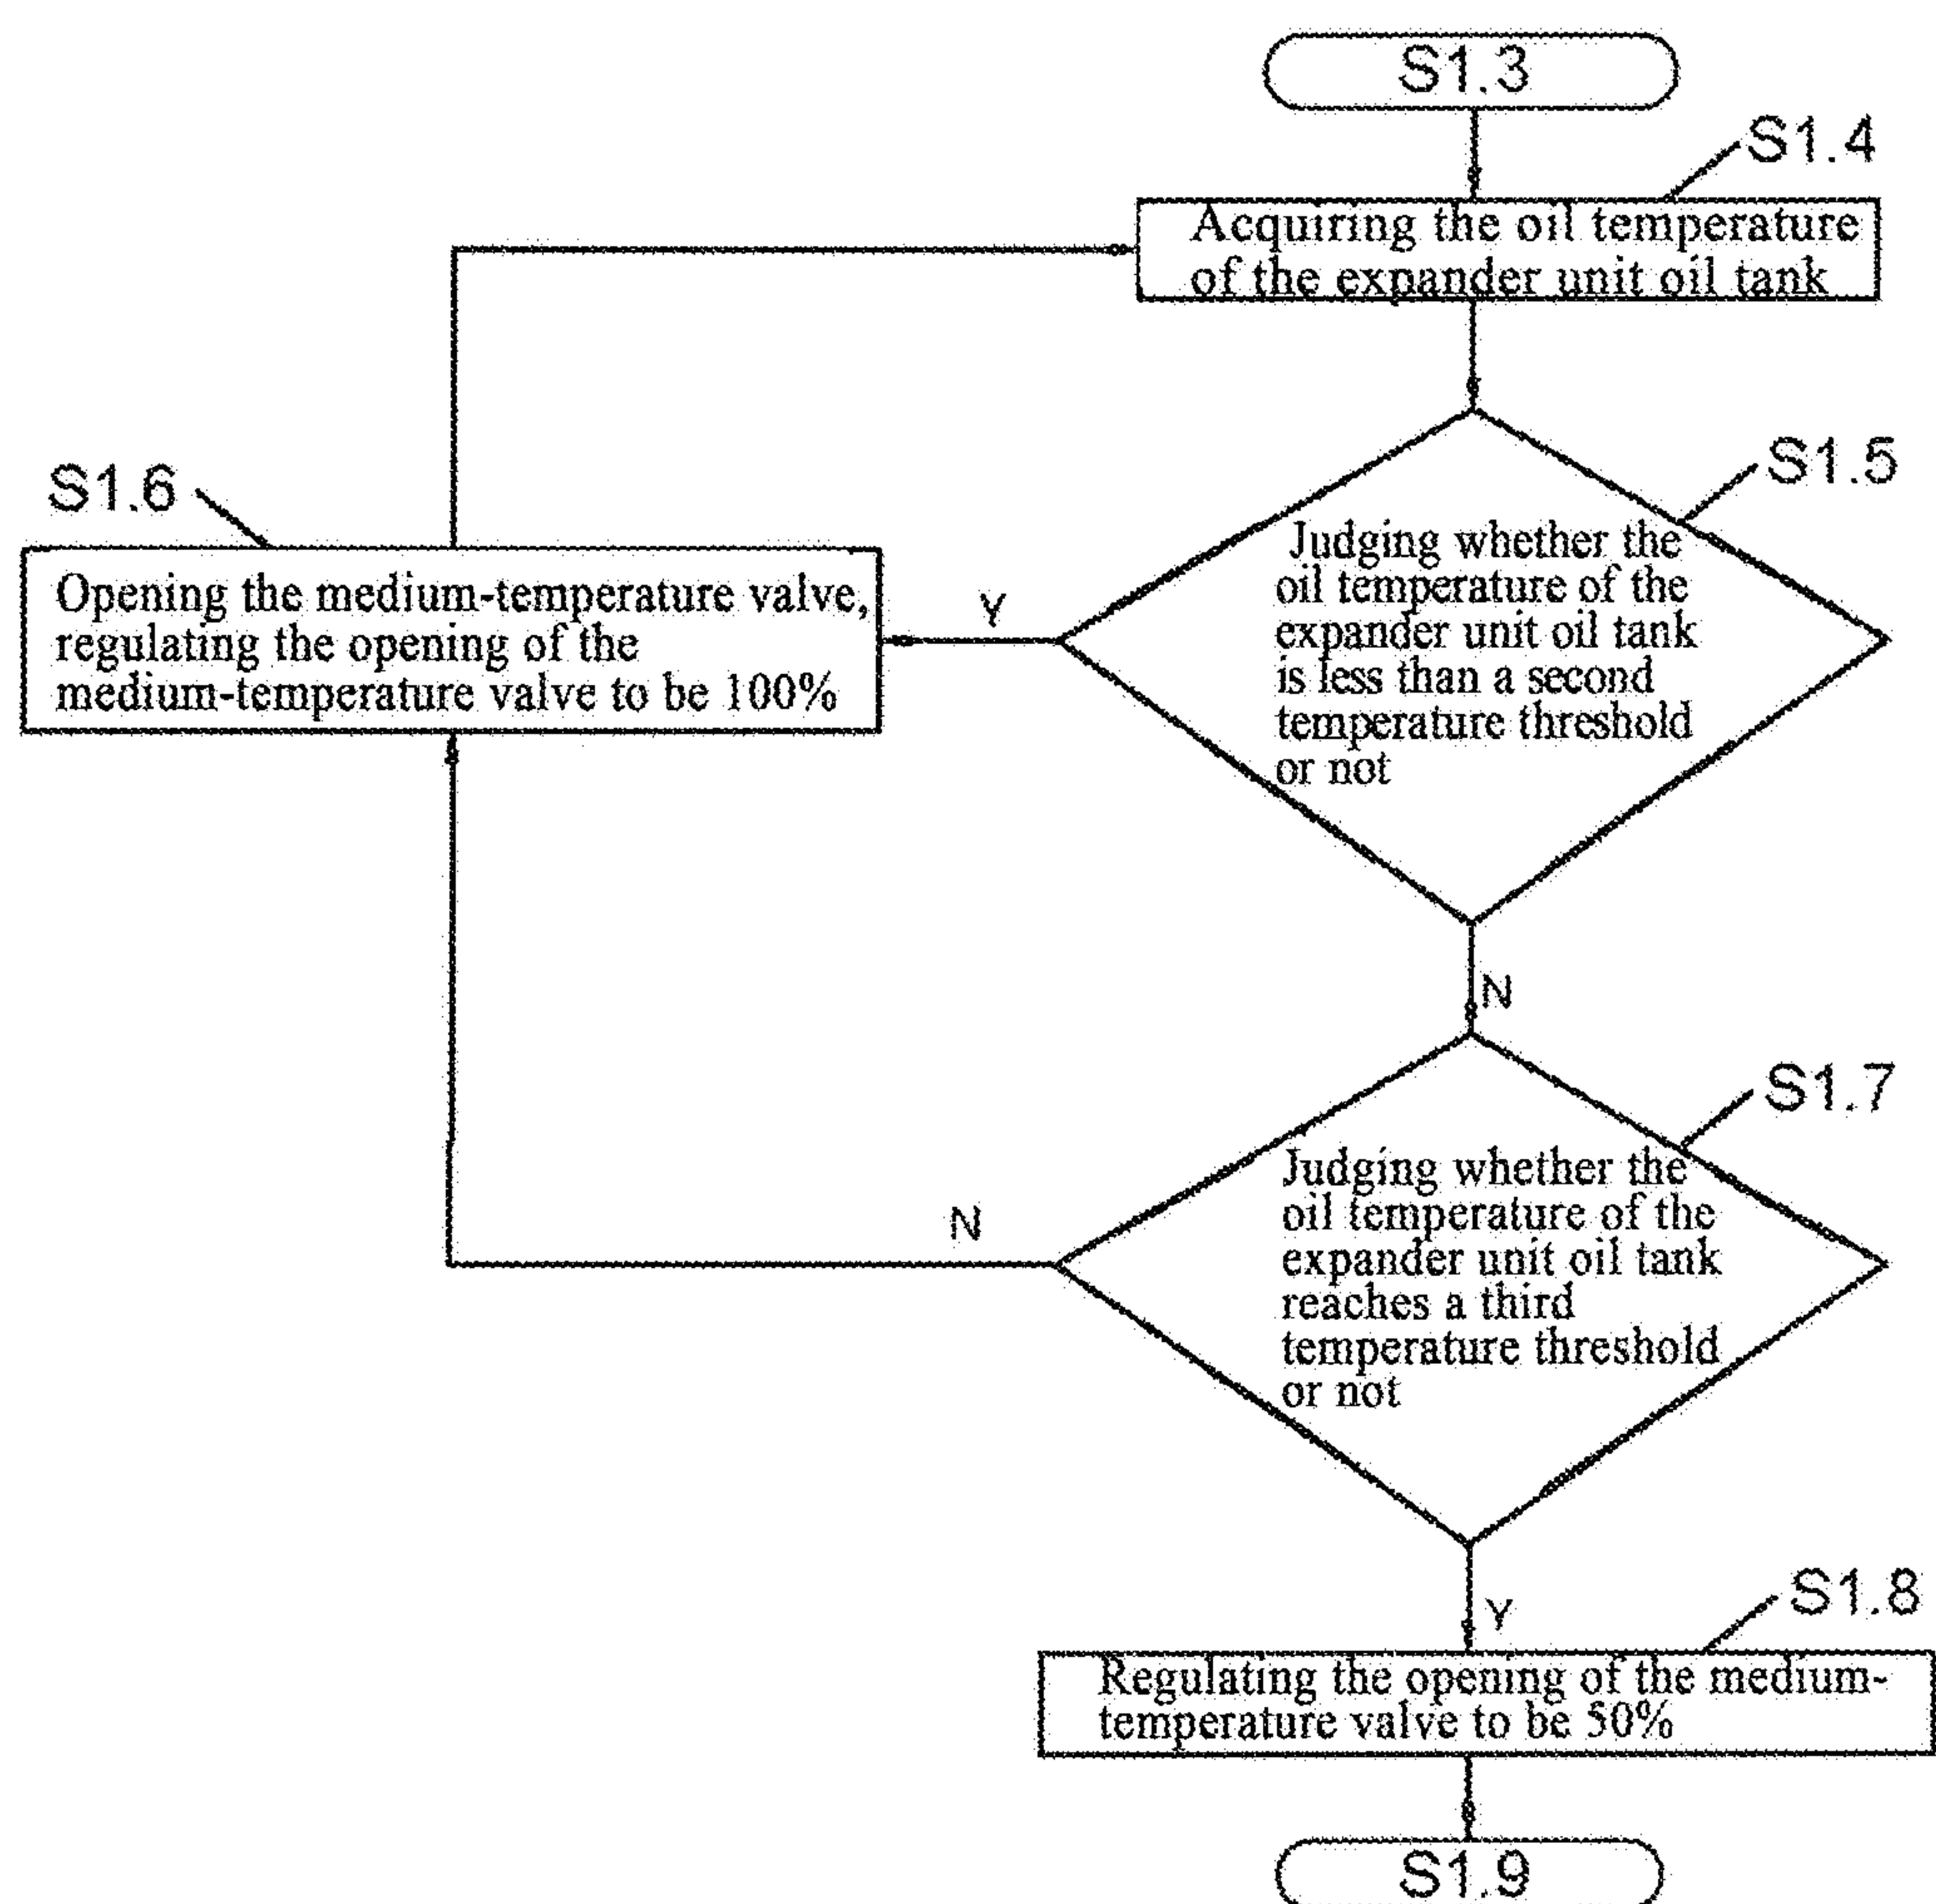 S1.3
S1.4
Acquiring the oil temperature
of the expander unit oil tank
S1.5
Judging whether the
oil temperature of the
expander unit oil tank
is less than a second
temperature threshold
or not
Y
S1.6
Opening the medium-temperature valve,
regulating the opening of the
medium-temperature valve to be 100%
N
S1.7
Judging whether the
oil temperature of the
expander unit oil tank
reaches a third
temperature threshold
or not
N
Y
S1.8
Regulating the opening of the medium-
temperature valve to be 50%
S1.9